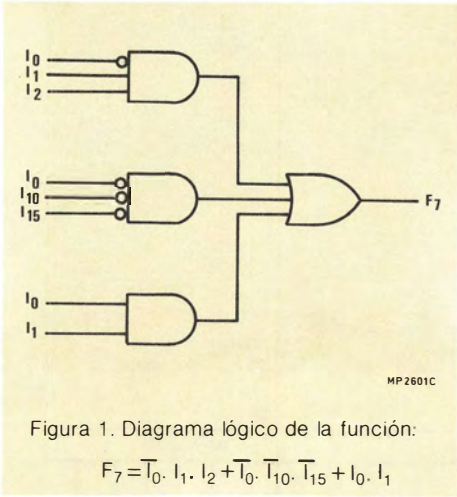 I0
I1
I2
I0
I10
I15
F7
I0
I1
MP2601C
Figura 1. Diagrama lógico de la función:
F7 = I̅0. I1. I2 + I̅0. I̅10. I̅15 + I0. I1